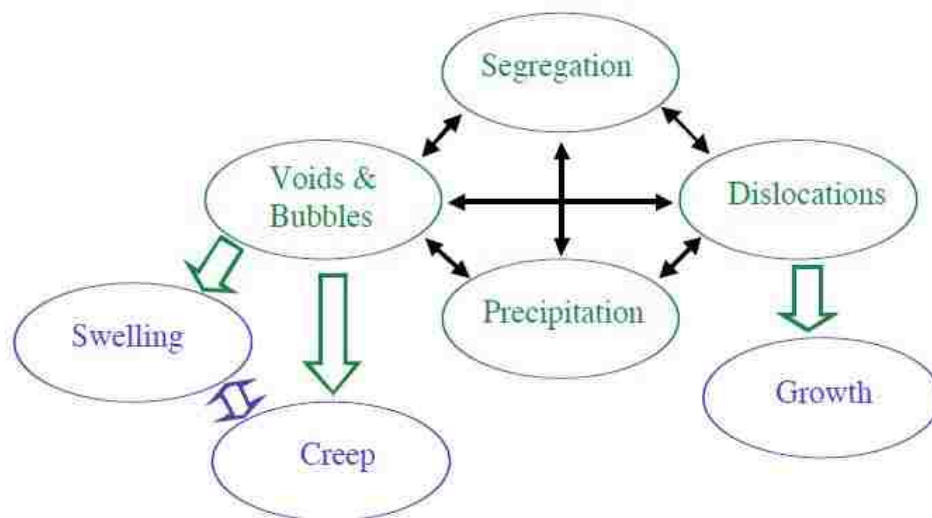 Segregation
Voids &
Bubbles
Dislocations
Precipitation
Swelling
Growth
Creep